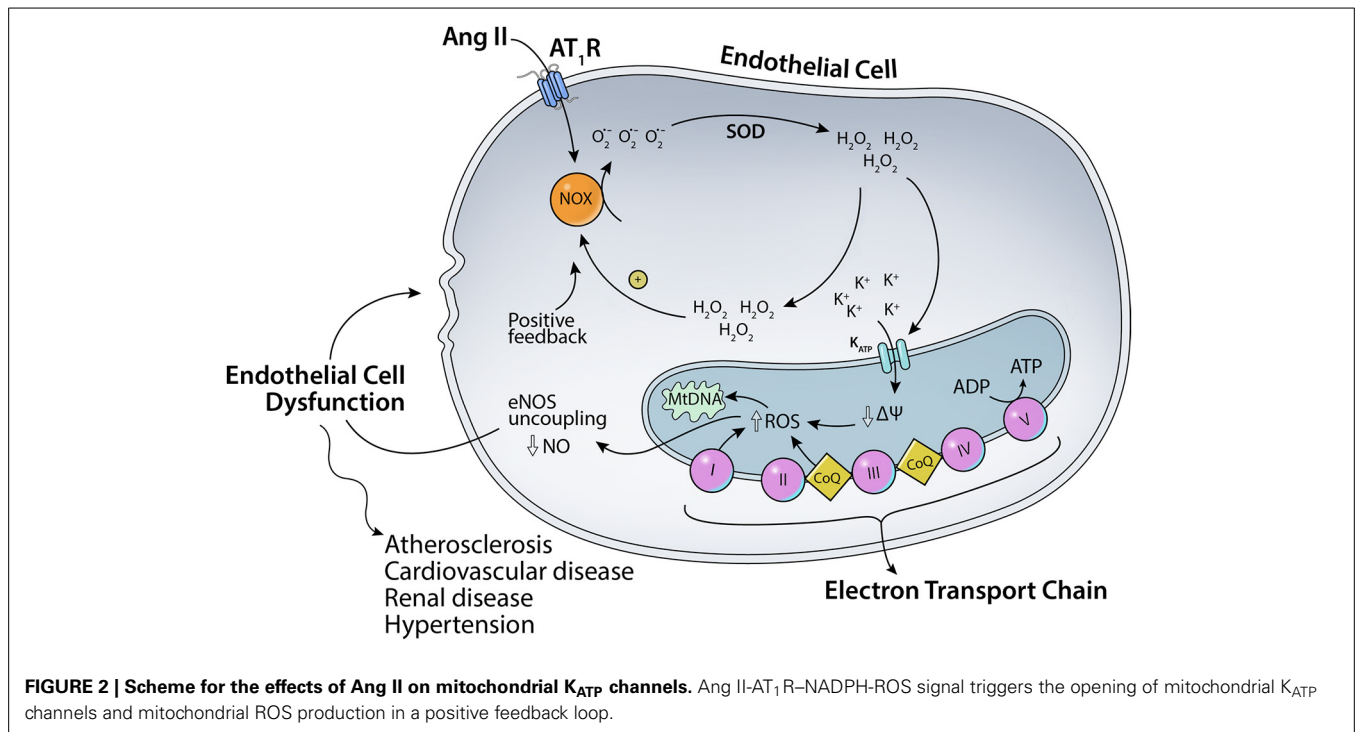 Ang II
AT₁R
Endothelial Cell
O₂˙⁻ O₂˙⁻ O₂˙⁻
SOD
H₂O₂ H₂O₂
H₂O₂
NOX
+
K⁺ K⁺
K⁺
K⁺ K⁺
H₂O₂ H₂O₂
H₂O₂
Positive
feedback
K_ATP
Endothelial Cell
Dysfunction
eNOS
uncoupling
⇩ NO
MtDNA
⇧ ROS
⇩ ΔΨ
ADP
ATP
I
II
CoQ
III
CoQ
IV
V
Atherosclerosis
Cardiovascular disease
Renal disease
Hypertension
Electron Transport Chain
FIGURE 2 | Scheme for the effects of Ang II on mitochondrial K_ATP channels. Ang II-AT₁R–NADPH-ROS signal triggers the opening of mitochondrial K_ATP
channels and mitochondrial ROS production in a positive feedback loop.